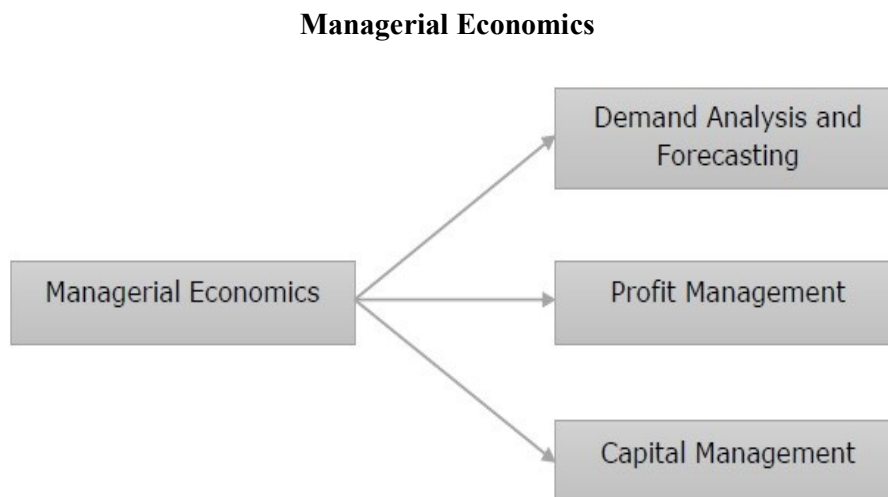 Managerial Economics
Demand Analysis and
Forecasting
Managerial Economics
Profit Management
Capital Management